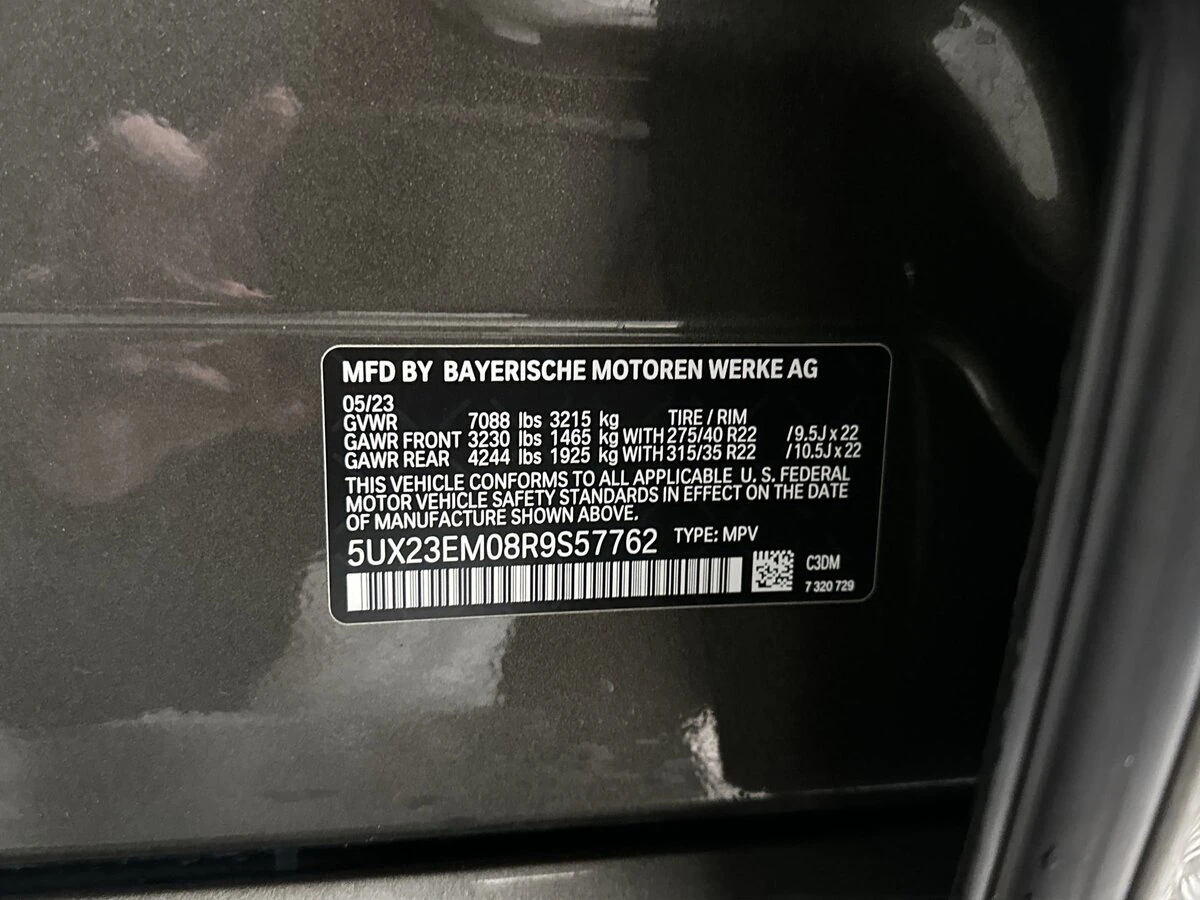 MFD BY BAYERISCHE MOTOREN WERKE AG
05/23
GVWR 7088 lbs 3215 kg TIRE / RIM
GAWR FRONT 3230 lbs 1465 kg WITH 275/40 R22 / 9.5J x 22
GAWR REAR 4244 lbs 1925 kg WITH 315/35 R22 / 10.5J x 22
THIS VEHICLE CONFORMS TO ALL APPLICABLE U. S. FEDERAL
MOTOR VEHICLE SAFETY STANDARDS IN EFFECT ON THE DATE
OF MANUFACTURE SHOWN ABOVE.
5UX23EM08R9S57762 TYPE: MPV
C3DM
7 320 729